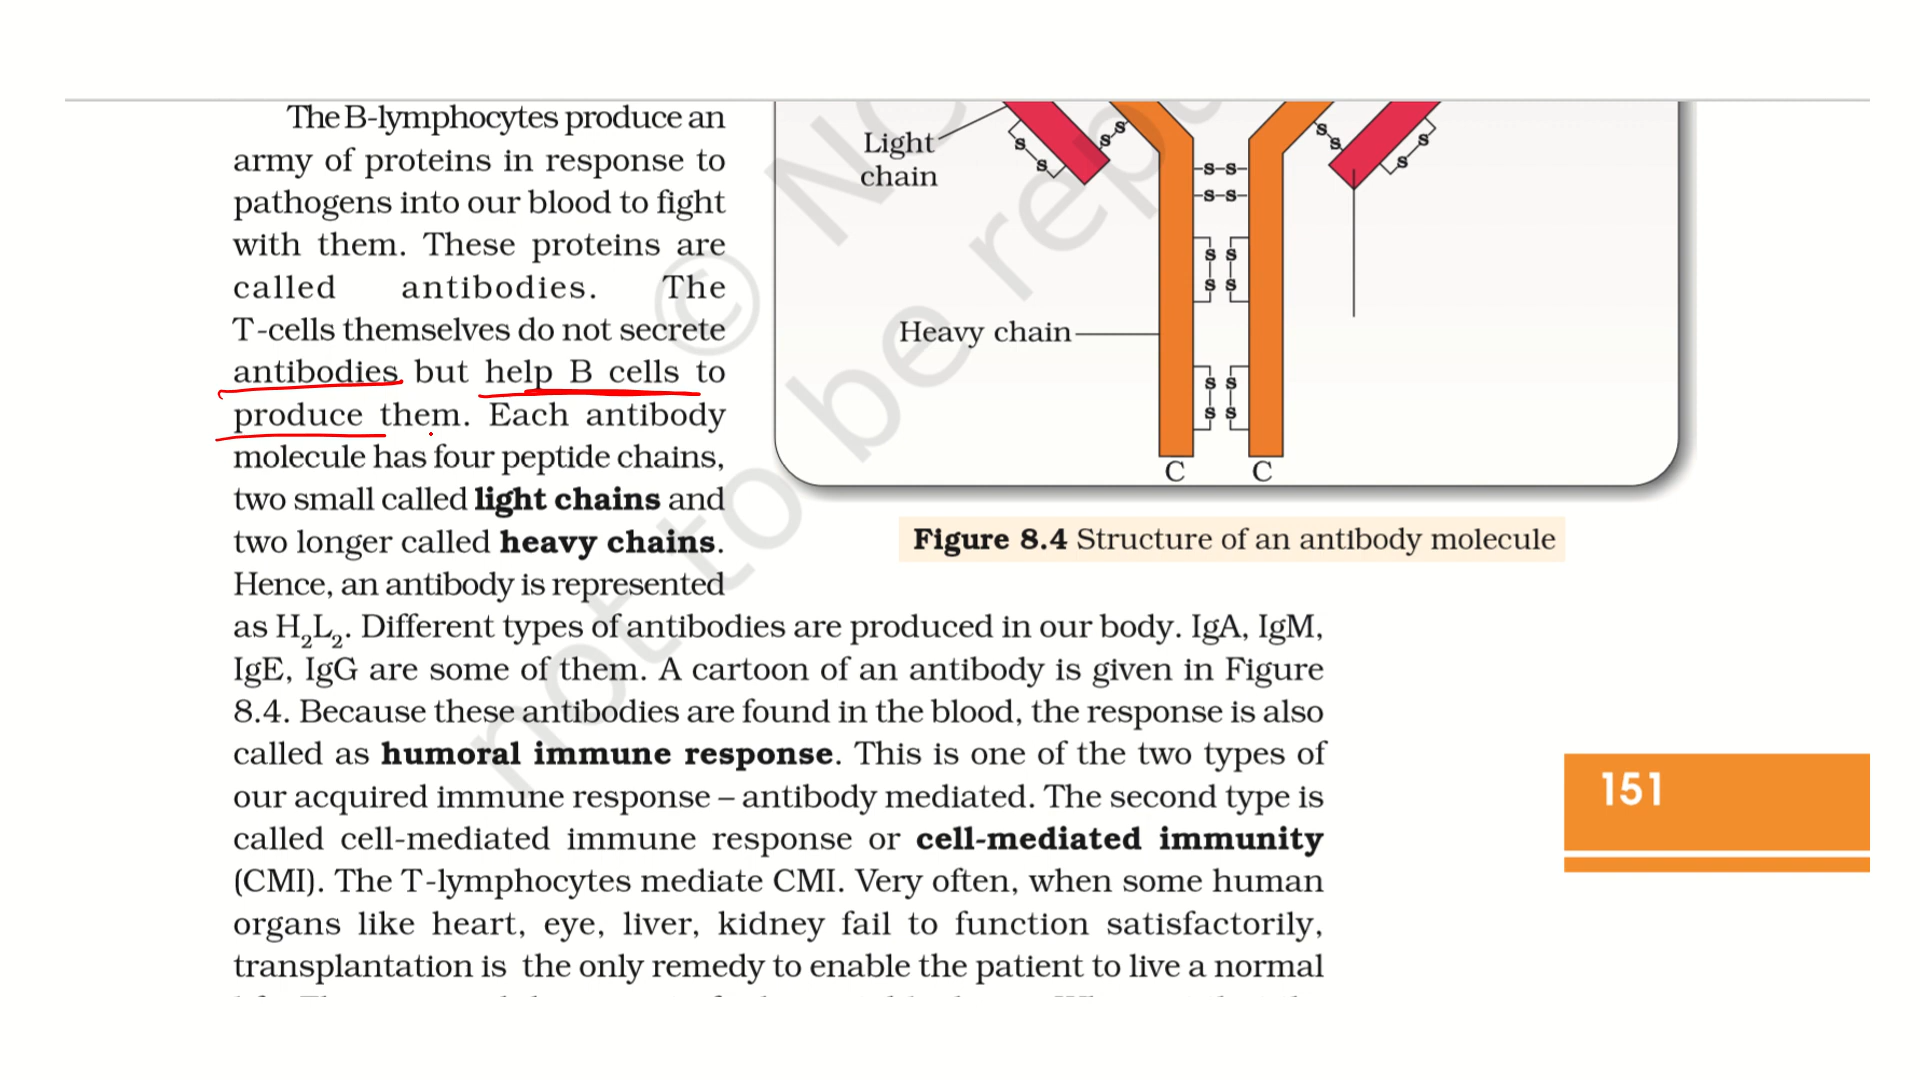 The B-lymphocytes produce an
army of proteins in response to
pathogens into our blood to fight
with them. These proteins are
called antibodies. The
T-cells themselves do not secrete
antibodies but help B cells to
produce them. Each antibody
molecule has four peptide chains,
two small called light chains and
two longer called heavy chains.
Hence, an antibody is represented
as H₂L₂. Different types of antibodies are produced in our body. IgA, IgM,
IgE, IgG are some of them. A cartoon of an antibody is given in Figure
8.4. Because these antibodies are found in the blood, the response is also
called as humoral immune response. This is one of the two types of
our acquired immune response – antibody mediated. The second type is
called cell-mediated immune response or cell-mediated immunity
(CMI). The T-lymphocytes mediate CMI. Very often, when some human
organs like heart, eye, liver, kidney fail to function satisfactorily,
transplantation is the only remedy to enable the patient to live a normal
Light
chain
s
s
s
s
s
s
s
s
-s-s-
-s-s-
s s
s s
Heavy chain
s s
s s
C C
Figure 8.4 Structure of an antibody molecule
151
© NC
not to be rep